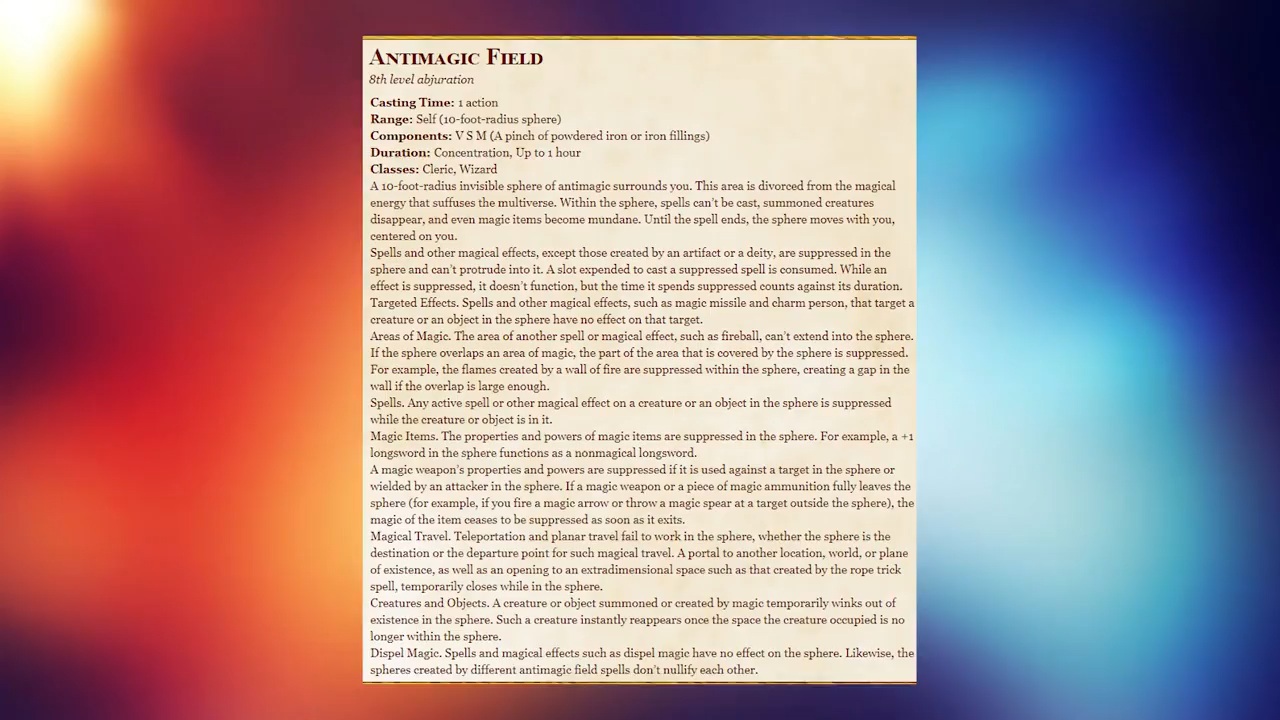 Antimagic Field
8th level abjuration
Casting Time: 1 action
Range: Self (10-foot-radius sphere)
Components: V S M (A pinch of powdered iron or iron fillings)
Duration: Concentration, Up to 1 hour
Classes: Cleric, Wizard
A 10-foot-radius invisible sphere of antimagic surrounds you. This area is divorced from the magical
energy that suffuses the multiverse. Within the sphere, spells can't be cast, summoned creatures
disappear, and even magic items become mundane. Until the spell ends, the sphere moves with you,
centered on you.
Spells and other magical effects, except those created by an artifact or a deity, are suppressed in the
sphere and can't protrude into it. A slot expended to cast a suppressed spell is consumed. While an
effect is suppressed, it doesn't function, but the time it spends suppressed counts against its duration.
Targeted Effects. Spells and other magical effects, such as magic missile and charm person, that target a
creature or an object in the sphere have no effect on that target.
Areas of Magic. The area of another spell or magical effect, such as fireball, can't extend into the sphere.
If the sphere overlaps an area of magic, the part of the area that is covered by the sphere is suppressed.
For example, the flames created by a wall of fire are suppressed within the sphere, creating a gap in the
wall if the overlap is large enough.
Spells. Any active spell or other magical effect on a creature or an object in the sphere is suppressed
while the creature or object is in it.
Magic Items. The properties and powers of magic items are suppressed in the sphere. For example, a +1
longsword in the sphere functions as a nonmagical longsword.
A magic weapon's properties and powers are suppressed if it is used against a target in the sphere or
wielded by an attacker in the sphere. If a magic weapon or a piece of magic ammunition fully leaves the
sphere (for example, if you fire a magic arrow or throw a magic spear at a target outside the sphere), the
magic of the item ceases to be suppressed as soon as it exits.
Magical Travel. Teleportation and planar travel fail to work in the sphere, whether the sphere is the
destination or the departure point for such magical travel. A portal to another location, world, or plane
of existence, as well as an opening to an extradimensional space such as that created by the rope trick
spell, temporarily closes while in the sphere.
Creatures and Objects. A creature or object summoned or created by magic temporarily winks out of
existence in the sphere. Such a creature instantly reappears once the space the creature occupied is no
longer within the sphere.
Dispel Magic. Spells and magical effects such as dispel magic have no effect on the sphere. Likewise, the
spheres created by different antimagic field spells don't nullify each other.